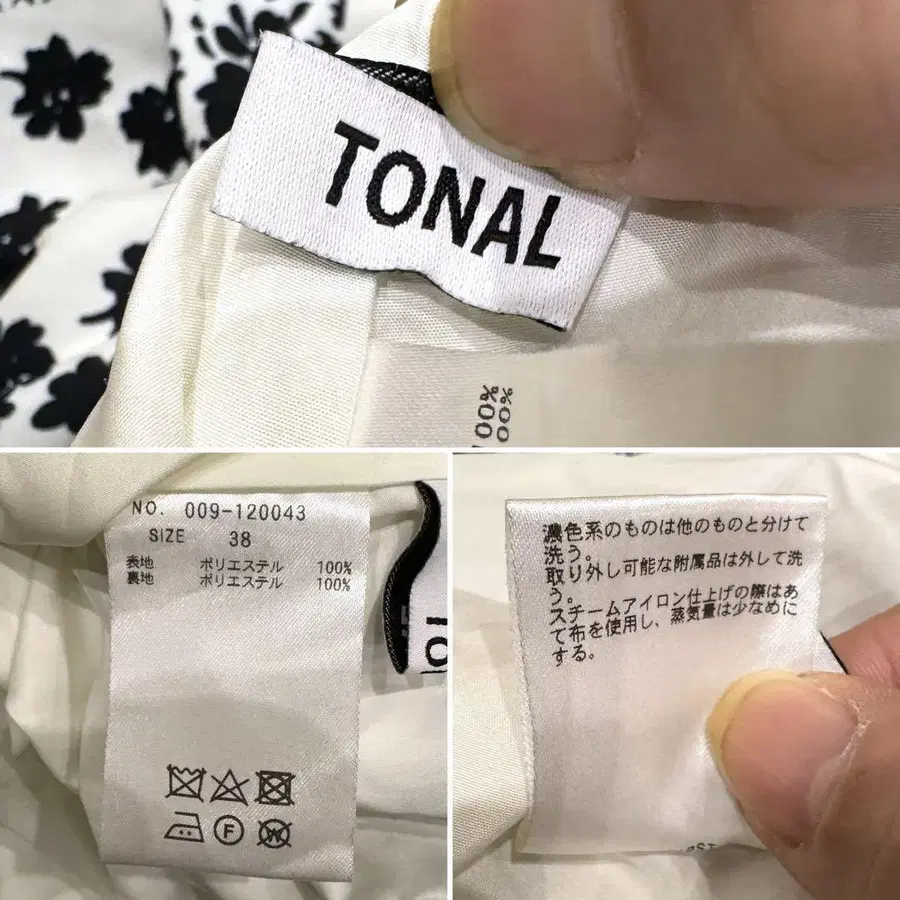 TONAL
100%
100%
NO. 009-120043
SIZE 38
表地 ポリエステル 100%
裏地 ポリエステル 100%
F
W
濃色系のものは他のものと分けて
洗う。
取り外し可能な附属品は外して洗
う。
スチームアイロン仕上げの際はあ
て布を使用し、蒸気量は少なめに
する。